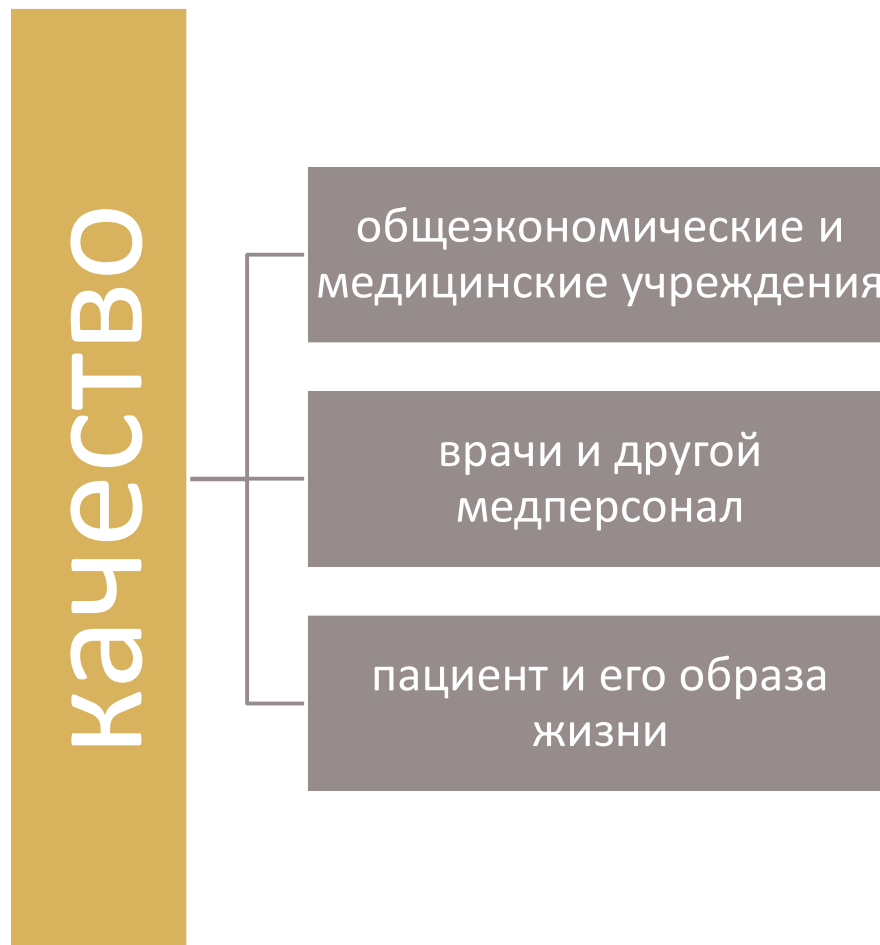 качество
общеэкономические и
медицинские учреждения
врачи и другой
медперсонал
пациент и его образа
жизни